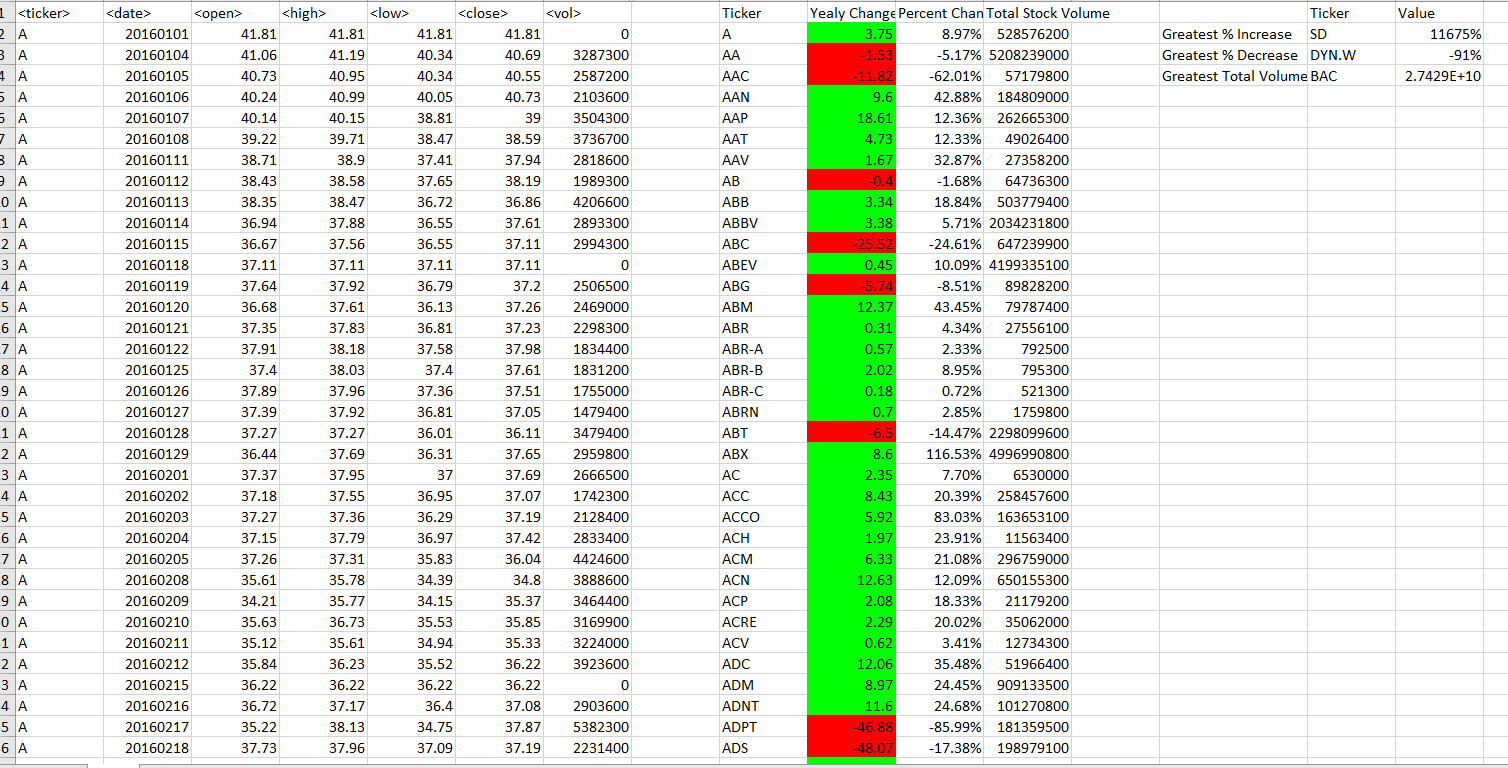 1 <ticker> <date> <open> <high> <low> <close> <vol> Ticker Yealy Change Percent Chan Total Stock Volume Ticker Value
2 A 20160101 41.81 41.81 41.81 41.81 0 A 3.75 8.97% 528576200 Greatest % Increase SD 11675%
3 A 20160104 41.06 41.19 40.34 40.69 3287300 AA -1.53 -5.17% 5208239000 Greatest % Decrease DYN.W -91%
4 A 20160105 40.73 40.95 40.34 40.55 2587200 AAC -11.82 -62.01% 57179800 Greatest Total Volume BAC 2.7429E+10
5 A 20160106 40.24 40.99 40.05 40.73 2103600 AAN 9.6 42.88% 184809000
6 A 20160107 40.14 40.15 38.81 39 3504300 AAP 18.61 12.36% 262665300
7 A 20160108 39.22 39.71 38.47 38.59 3736700 AAT 4.73 12.33% 49026400
8 A 20160111 38.71 38.9 37.41 37.94 2818600 AAV 1.67 32.87% 27358200
9 A 20160112 38.43 38.58 37.65 38.19 1989300 AB -0.4 -1.68% 64736300
0 A 20160113 38.35 38.47 36.72 36.86 4206600 ABB 3.34 18.84% 503779400
1 A 20160114 36.94 37.88 36.55 37.61 2893300 ABBV 3.38 5.71% 2034231800
2 A 20160115 36.67 37.56 36.55 37.11 2994300 ABC -25.52 -24.61% 647239900
3 A 20160118 37.11 37.11 37.11 37.11 0 ABEV 0.45 10.09% 4199335100
4 A 20160119 37.64 37.92 36.79 37.2 2506500 ABG -5.74 -8.51% 89828200
5 A 20160120 36.68 37.61 36.13 37.26 2469000 ABM 12.37 43.45% 79787400
6 A 20160121 37.35 37.83 36.81 37.23 2298300 ABR 0.31 4.34% 27556100
7 A 20160122 37.91 38.18 37.58 37.98 1834400 ABR-A 0.57 2.33% 792500
8 A 20160125 37.4 38.03 37.4 37.61 1831200 ABR-B 2.02 8.95% 795300
9 A 20160126 37.89 37.96 37.36 37.51 1755000 ABR-C 0.18 0.72% 521300
0 A 20160127 37.39 37.92 36.81 37.05 1479400 ABRN 0.7 2.85% 1759800
1 A 20160128 37.27 37.27 36.01 36.11 3479400 ABT -6.5 -14.47% 2298099600
2 A 20160129 36.44 37.69 36.31 37.65 2959800 ABX 8.6 116.53% 4996990800
3 A 20160201 37.37 37.95 37 37.69 2666500 AC 2.35 7.70% 6530000
4 A 20160202 37.18 37.55 36.95 37.07 1742300 ACC 8.43 20.39% 258457600
5 A 20160203 37.27 37.36 36.29 37.19 2128400 ACCO 5.92 83.03% 163653100
6 A 20160204 37.15 37.79 36.97 37.42 2833400 ACH 1.97 23.91% 11563400
7 A 20160205 37.26 37.31 35.83 36.04 4424600 ACM 6.33 21.08% 296759000
8 A 20160208 35.61 35.78 34.39 34.8 3888600 ACN 12.63 12.09% 650155300
9 A 20160209 34.21 35.77 34.15 35.37 3464400 ACP 2.08 18.33% 21179200
0 A 20160210 35.63 36.73 35.53 35.85 3169900 ACRE 2.29 20.02% 35062000
1 A 20160211 35.12 35.61 34.94 35.33 3224000 ACV 0.62 3.41% 12734300
2 A 20160212 35.84 36.23 35.52 36.22 3923600 ADC 12.06 35.48% 51966400
3 A 20160215 36.22 36.22 36.22 36.22 0 ADM 8.97 24.45% 909133500
4 A 20160216 36.72 37.17 36.4 37.08 2903600 ADNT 11.6 24.68% 101270800
5 A 20160217 35.22 38.13 34.75 37.87 5382300 ADPT -46.88 -85.99% 181359500
6 A 20160218 37.73 37.96 37.09 37.19 2231400 ADS -48.07 -17.38% 198979100